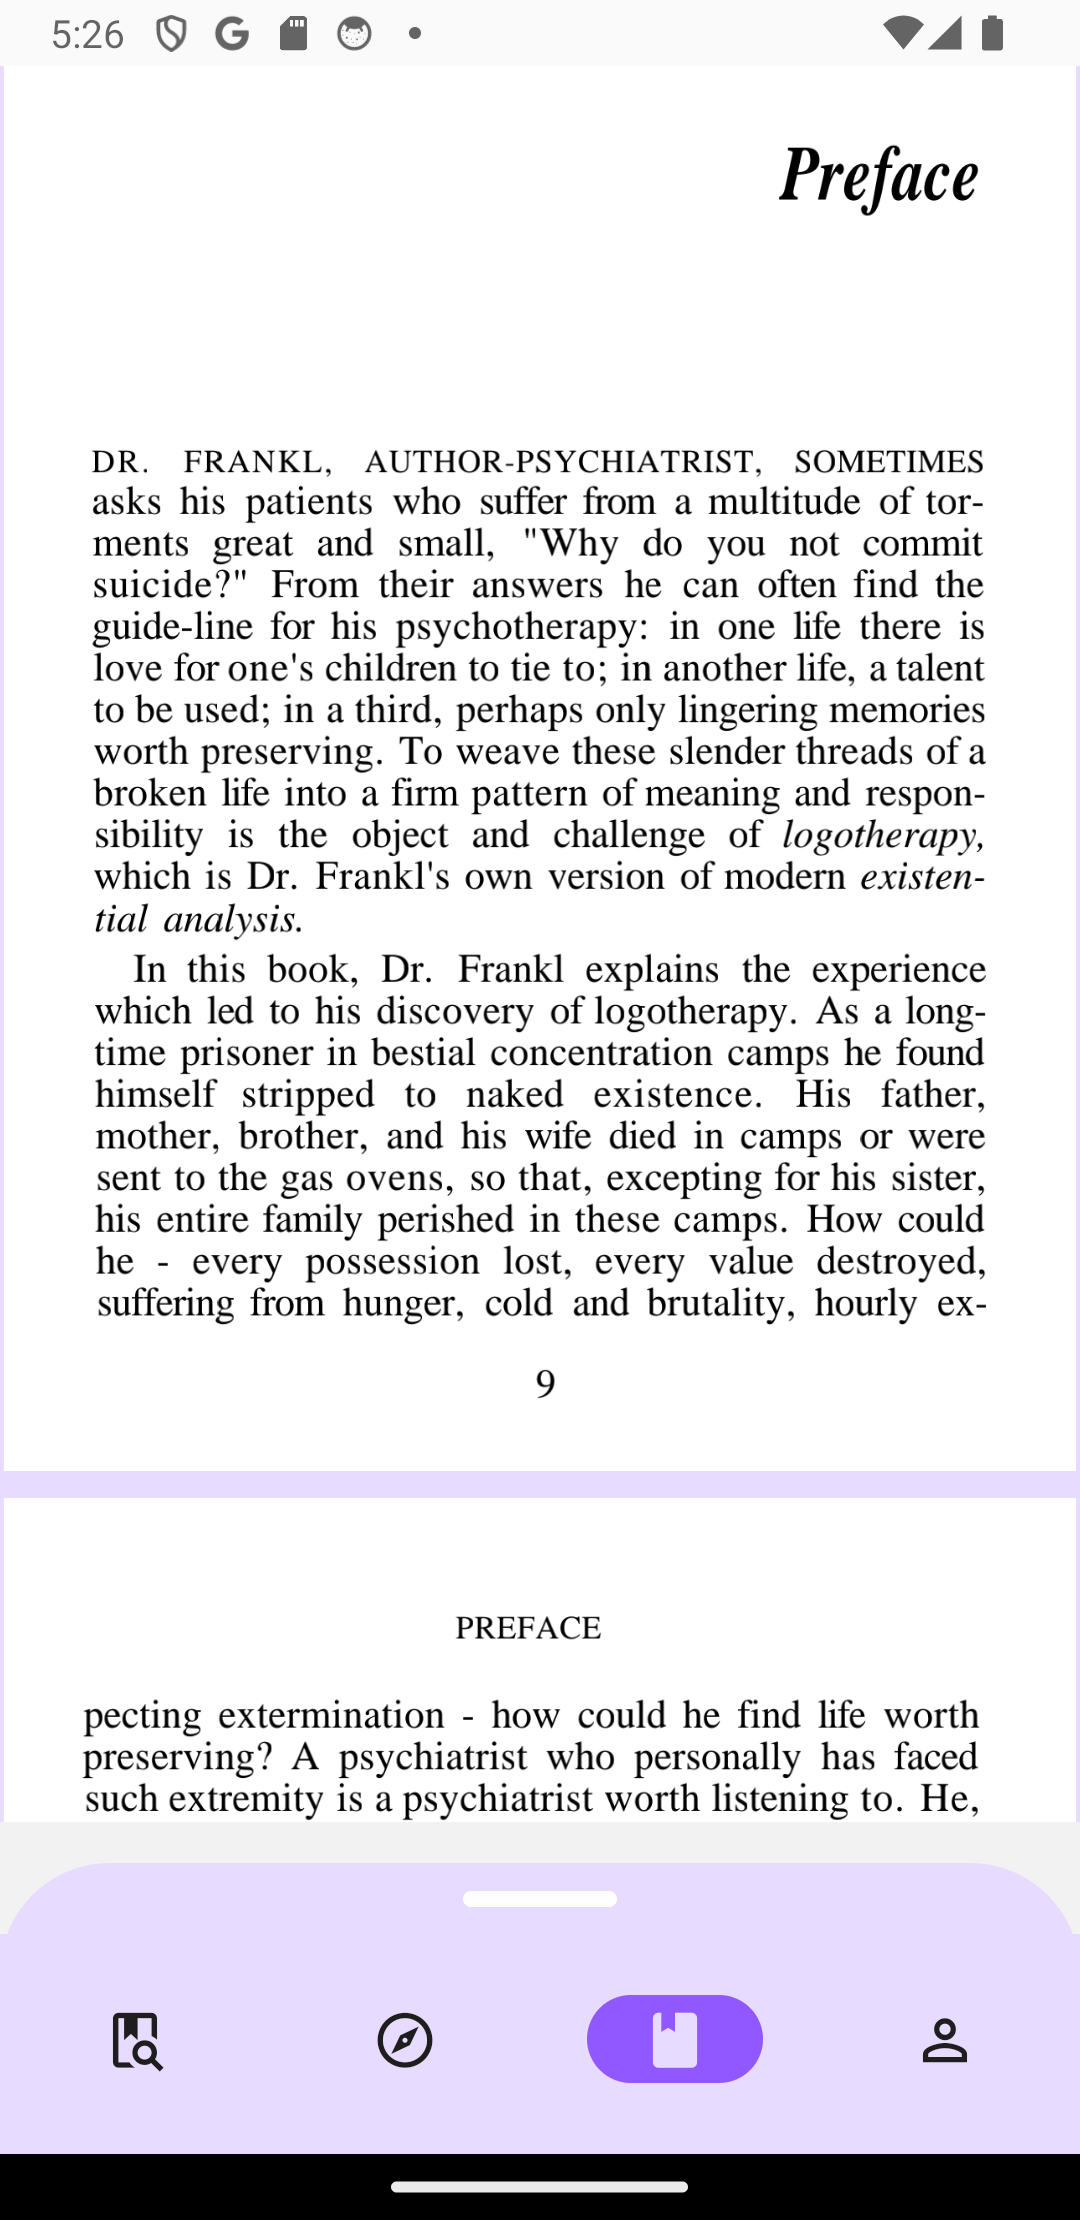 5:26
Preface
DR. FRANKL, AUTHOR-PSYCHIATRIST, SOMETIMES
asks his patients who suffer from a multitude of tor-
ments great and small, "Why do you not commit
suicide?" From their answers he can often find the
guide-line for his psychotherapy: in one life there is
love for one's children to tie to; in another life, a talent
to be used; in a third, perhaps only lingering memories
worth preserving. To weave these slender threads of a
broken life into a firm pattern of meaning and respon-
sibility is the object and challenge of logotherapy,
which is Dr. Frankl's own version of modern existen-
tial analysis.
In this book, Dr. Frankl explains the experience
which led to his discovery of logotherapy. As a long-
time prisoner in bestial concentration camps he found
himself stripped to naked existence. His father,
mother, brother, and his wife died in camps or were
sent to the gas ovens, so that, excepting for his sister,
his entire family perished in these camps. How could
he - every possession lost, every value destroyed,
suffering from hunger, cold and brutality, hourly ex-
9
PREFACE
pecting extermination - how could he find life worth
preserving? A psychiatrist who personally has faced
such extremity is a psychiatrist worth listening to. He,